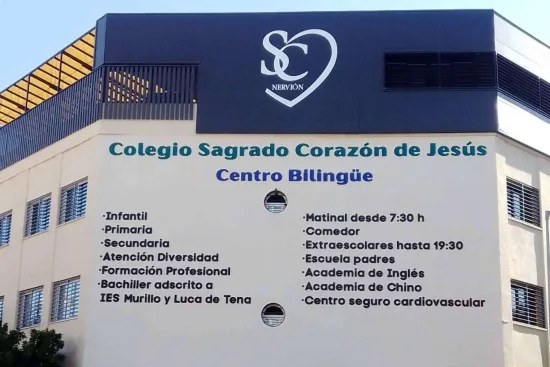 SC
NERVIÓN
Colegio Sagrado Corazón de Jesús
Centro Bilingüe
·Infantil
·Primaria
·Secundaria
·Atención Diversidad
·Formación Profesional
·Bachiller adscrito a
IES Murillo y Luca de Tena
·Matinal desde 7:30 h
·Comedor
·Extraescolares hasta 19:30
·Escuela padres
·Academia de Inglés
·Academia de Chino
·Centro seguro cardiovascular